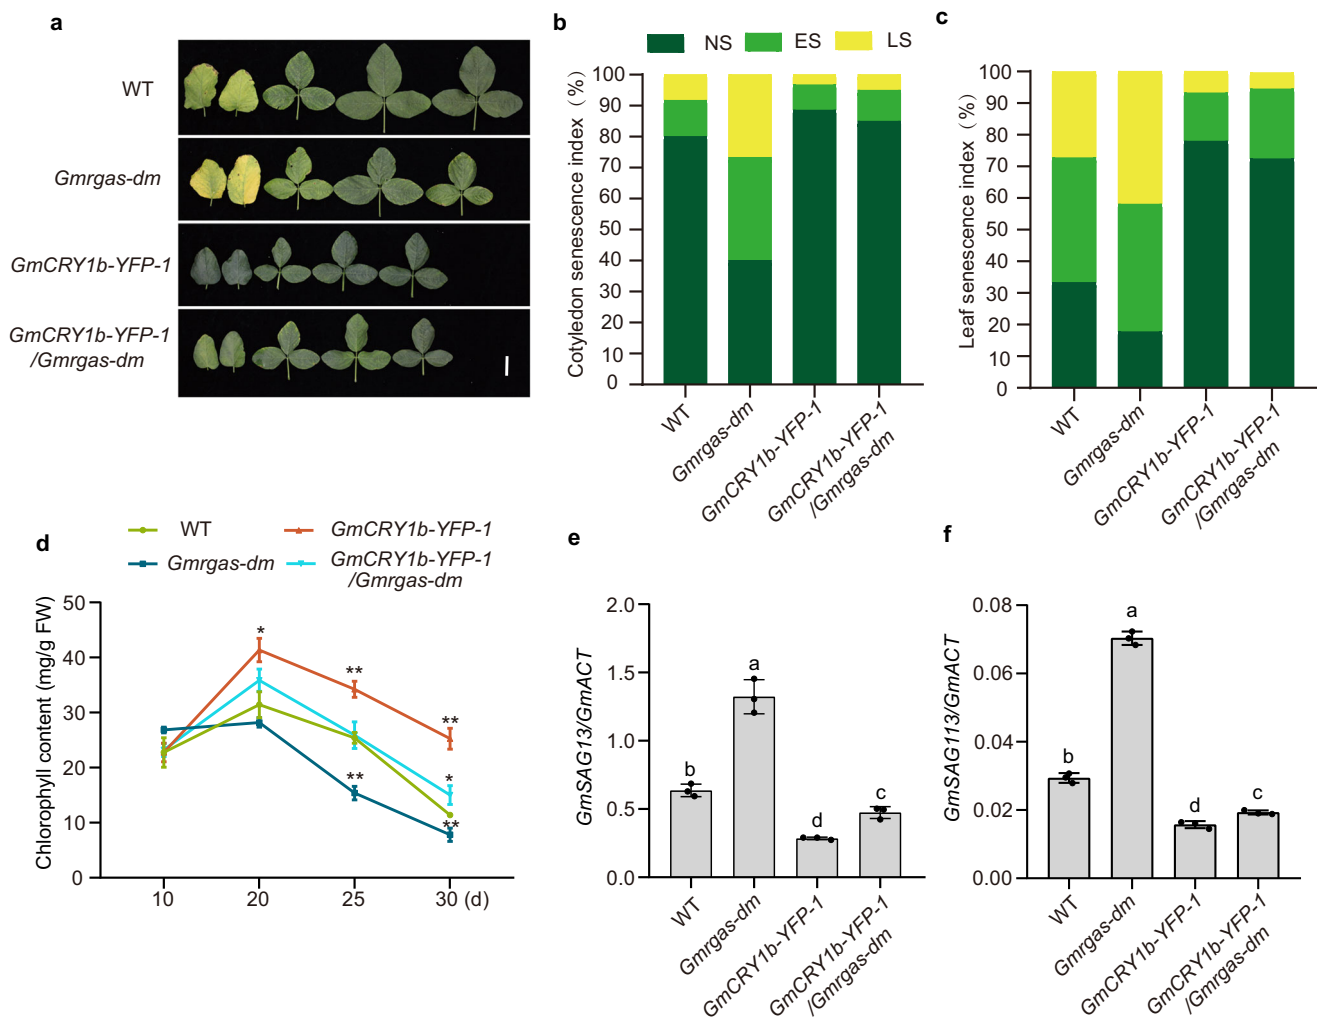 a
WT
Gmrgas-dm
GmCRY1b-YFP-1
GmCRY1b-YFP-1
/Gmrgas-dm
b
NS
ES
LS
Cotyledon senescence index (%)
100
90
80
70
60
50
40
30
20
10
0
WT
Gmrgas-dm
GmCRY1b-YFP-1
GmCRY1b-YFP-1
/Gmrgas-dm
c
Leaf senescence index (%)
100
90
80
70
60
50
40
30
20
10
0
WT
Gmrgas-dm
GmCRY1b-YFP-1
GmCRY1b-YFP-1
/Gmrgas-dm
d
WT
GmCRY1b-YFP-1
Gmrgas-dm
GmCRY1b-YFP-1
/Gmrgas-dm
Chlorophyll content (mg/g FW)
50
40
30
20
10
0
*
**
**
**
*
**
10 20 25 30 (d)
e
GmSAG13/GmACT
2.0
1.5
1.0
0.5
0.0
b
a
d
c
WT
Gmrgas-dm
GmCRY1b-YFP-1
GmCRY1b-YFP-1
/Gmrgas-dm
f
GmSAG113/GmACT
0.08
0.06
0.04
0.02
0.00
b
a
d
c
WT
Gmrgas-dm
GmCRY1b-YFP-1
GmCRY1b-YFP-1
/Gmrgas-dm